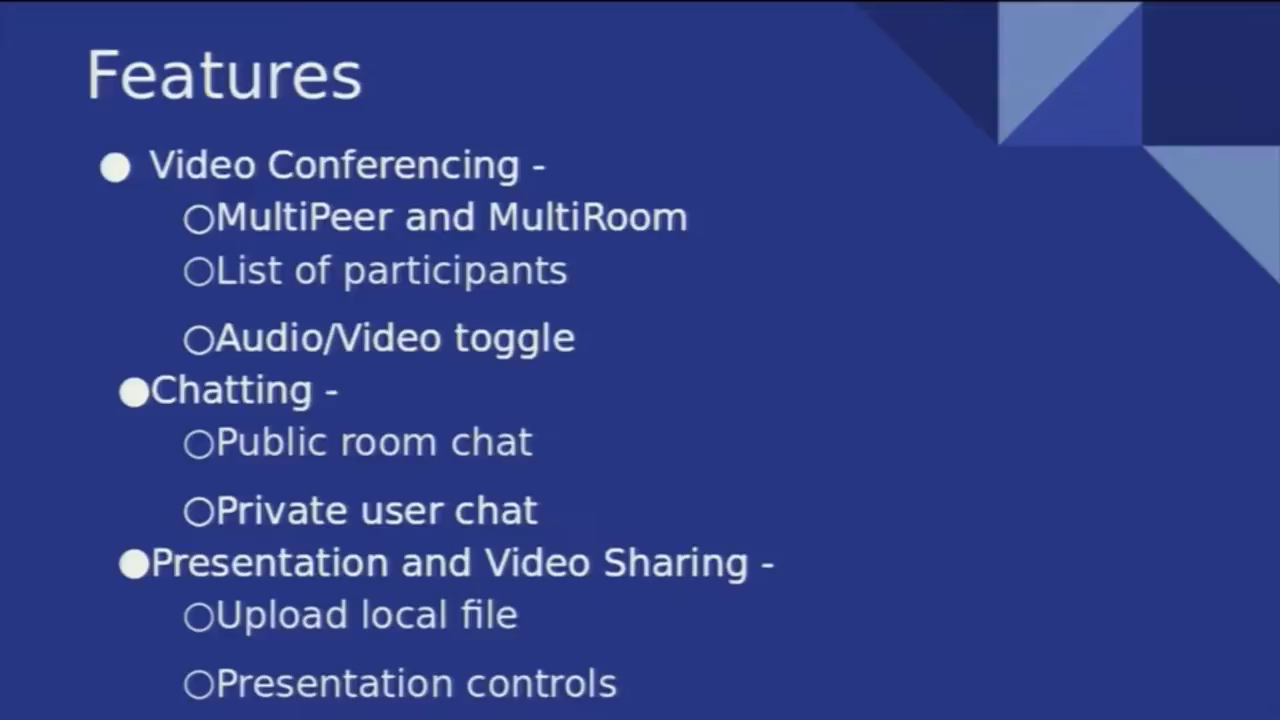 Features
● Video Conferencing -
○MultiPeer and MultiRoom
○List of participants
○Audio/Video toggle
●Chatting -
○Public room chat
○Private user chat
●Presentation and Video Sharing -
○Upload local file
○Presentation controls